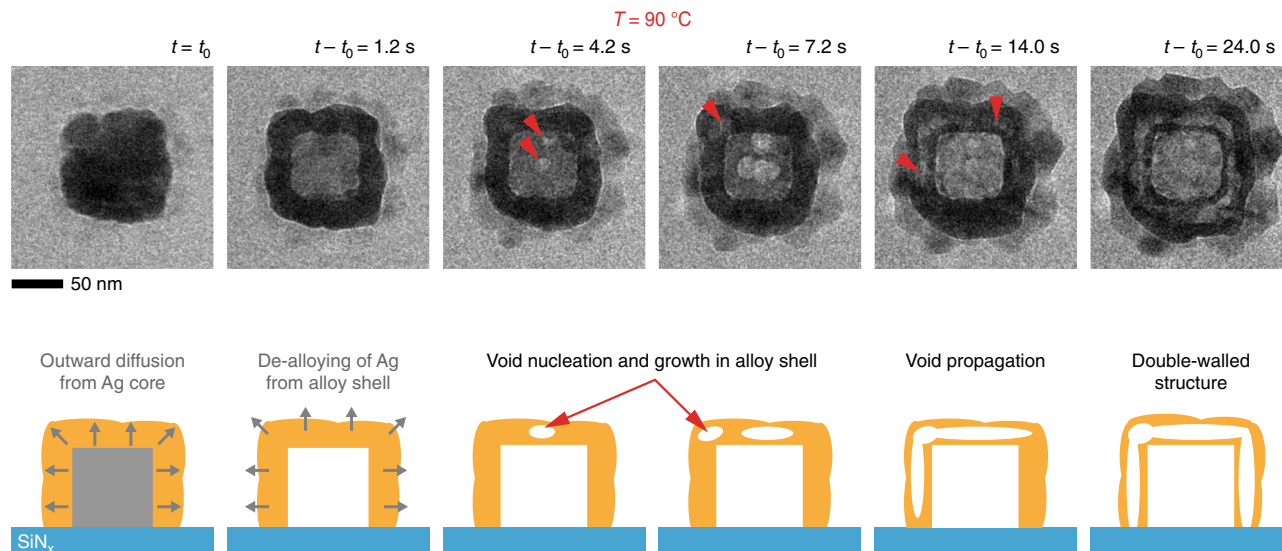 T = 90 °C
t = t₀
t – t₀ = 1.2 s
t – t₀ = 4.2 s
t – t₀ = 7.2 s
t – t₀ = 14.0 s
t – t₀ = 24.0 s
50 nm
Outward diffusion
from Ag core
De-alloying of Ag
from alloy shell
Void nucleation and growth in alloy shell
Void propagation
Double-walled
structure
SiNₓ